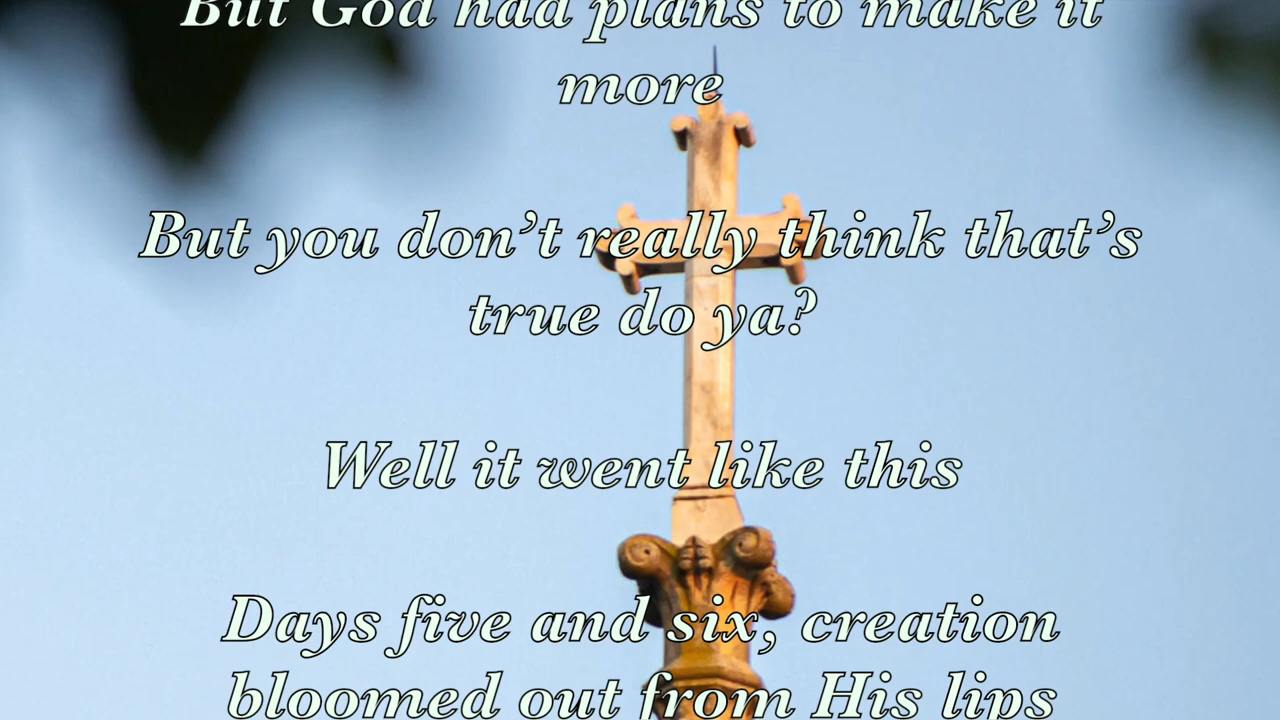 But God had plans to make it
more
But you don’t really think that’s
true do ya?
Well it went like this
Days five and six, creation
bloomed out from His lips